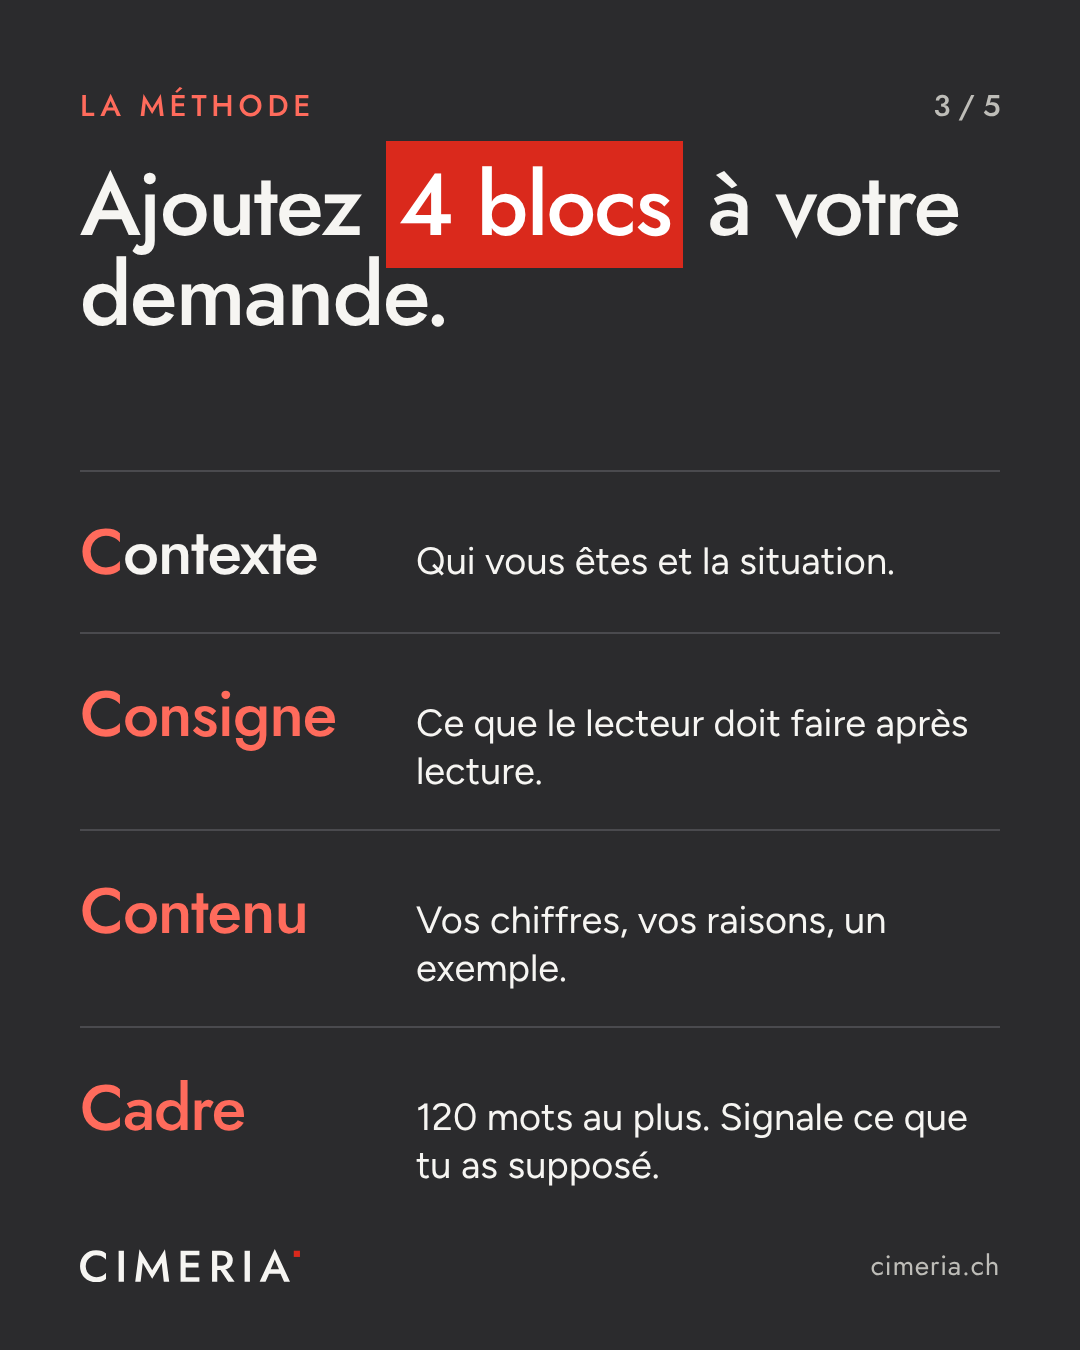 LA MÉTHODE
3 / 5
Ajoutez 4 blocs à votre
demande.
Contexte
Qui vous êtes et la situation.
Consigne
Ce que le lecteur doit faire après
lecture.
Contenu
Vos chiffres, vos raisons, un
exemple.
Cadre
120 mots au plus. Signale ce que
tu as supposé.
CIMERIA
cimeria.ch